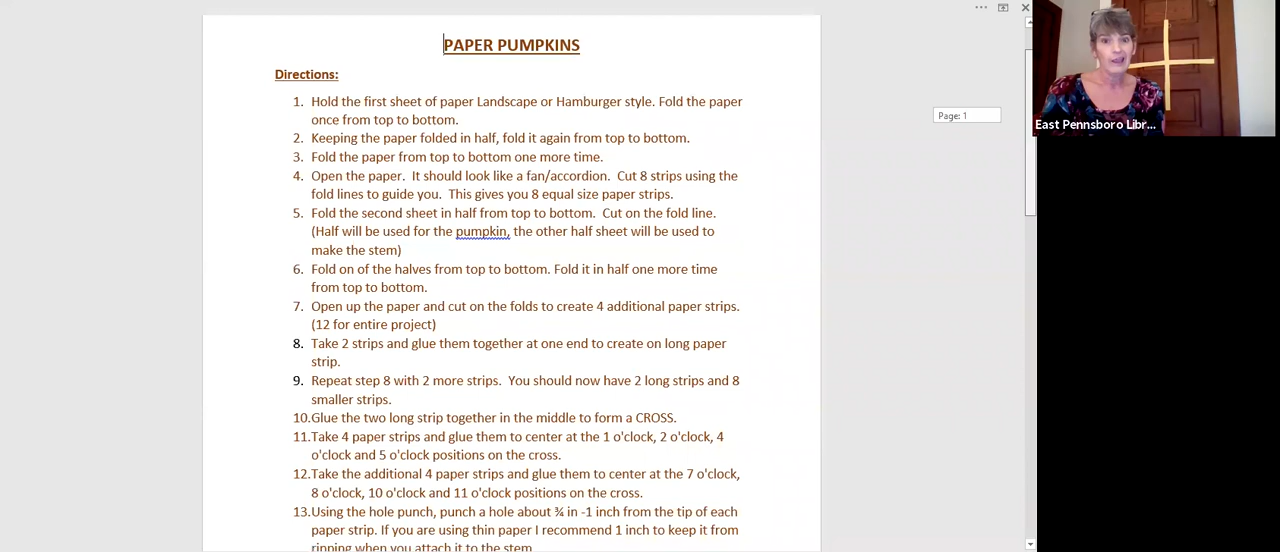 PAPER PUMPKINS
Directions:
1. Hold the first sheet of paper Landscape or Hamburger style. Fold the paper
once from top to bottom.
2. Keeping the paper folded in half, fold it again from top to bottom.
3. Fold the paper from top to bottom one more time.
4. Open the paper.  It should look like a fan/accordion.  Cut 8 strips using the
fold lines to guide you.  This gives you 8 equal size paper strips.
5. Fold the second sheet in half from top to bottom.  Cut on the fold line.
(Half will be used for the pumpkin, the other half sheet will be used to
make the stem)
6. Fold on of the halves from top to bottom. Fold it in half one more time
from top to bottom.
7. Open up the paper and cut on the folds to create 4 additional paper strips.
(12 for entire project)
8. Take 2 strips and glue them together at one end to create on long paper
strip.
9. Repeat step 8 with 2 more strips.  You should now have 2 long strips and 8
smaller strips.
10.Glue the two long strip together in the middle to form a CROSS.
11.Take 4 paper strips and glue them to center at the 1 o'clock, 2 o'clock, 4
o'clock and 5 o'clock positions on the cross.
12.Take the additional 4 paper strips and glue them to center at the 7 o'clock,
8 o'clock, 10 o'clock and 11 o'clock positions on the cross.
13.Using the hole punch, punch a hole about ¾ in -1 inch from the tip of each
paper strip. If you are using thin paper I recommend 1 inch to keep it from
ripping when you attach it to the stem
Page: 1
East Pennsboro Libr...